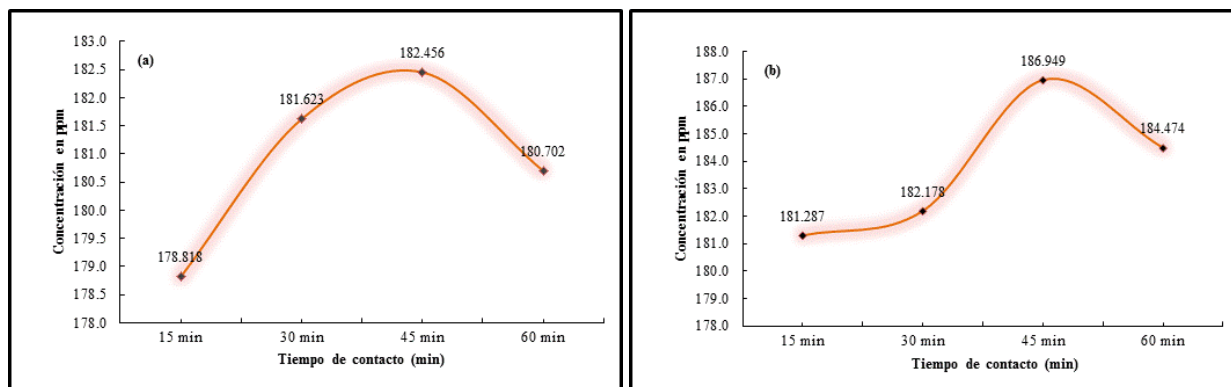 (a)
Concentración en ppm
183.0
182.5
182.0
181.5
181.0
180.5
180.0
179.5
179.0
178.5
178.0
178.818
181.623
182.456
180.702
15 min
30 min
45 min
60 min
Tiempo de contacto (min)
(b)
Concentración en ppm
188.0
187.0
186.0
185.0
184.0
183.0
182.0
181.0
180.0
179.0
178.0
181.287
182.178
186.949
184.474
15 min
30 min
45 min
60 min
Tiempo de contacto (min)